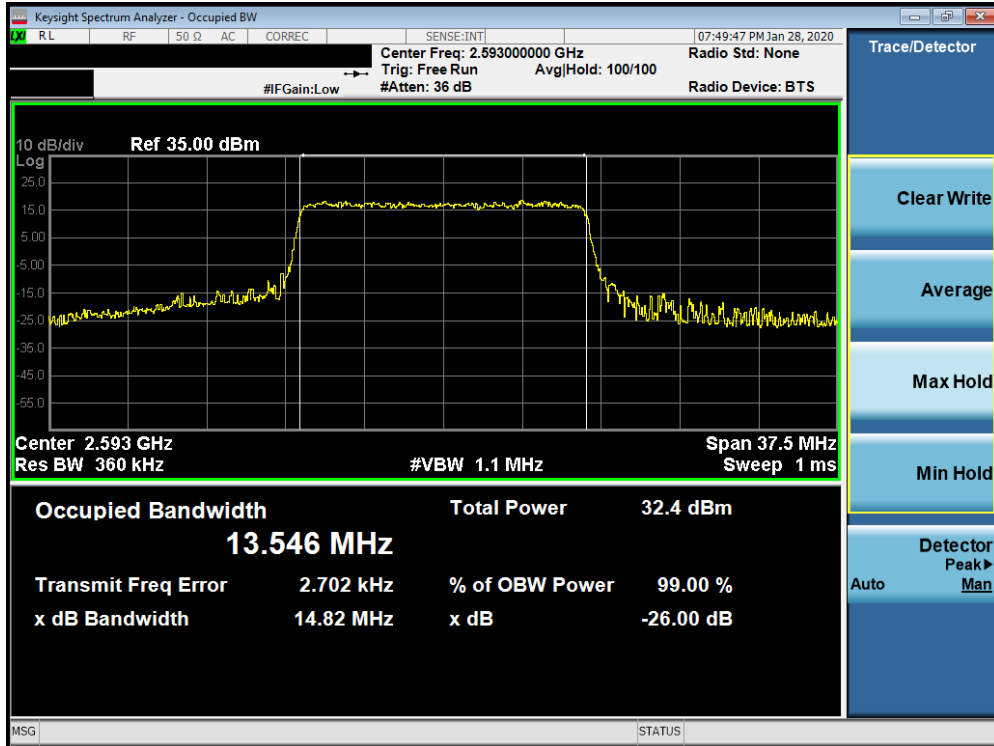 Keysight Spectrum Analyzer - Occupied BW
LXI RL RF 50 Ω AC CORREC SENSE:INT 07:49:47 PM Jan 28, 2020
Center Freq: 2.593000000 GHz Radio Std: None
Trig: Free Run Avg|Hold: 100/100
#IFGain:Low #Atten: 36 dB Radio Device: BTS
Trace/Detector
10 dB/div Ref 35.00 dBm
Log
25.0
15.0
5.00
-5.00
-15.0
-25.0
-35.0
-45.0
-55.0
Center 2.593 GHz Span 37.5 MHz
Res BW 360 kHz #VBW 1.1 MHz Sweep 1 ms
Occupied Bandwidth Total Power 32.4 dBm
13.546 MHz
Transmit Freq Error 2.702 kHz % of OBW Power 99.00 %
x dB Bandwidth 14.82 MHz x dB -26.00 dB
Clear Write
Average
Max Hold
Min Hold
Detector
Peak▶
Auto Man
MSG STATUS